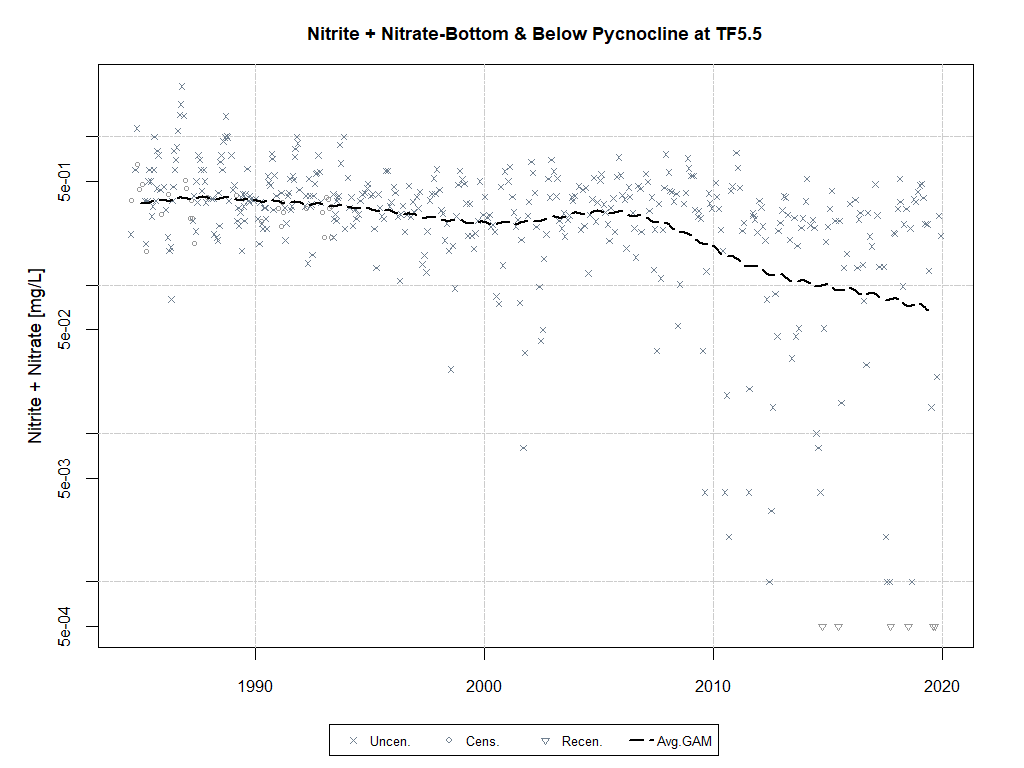 Nitrite + Nitrate-Bottom & Below Pycnocline at TF5.5
Nitrite + Nitrate [mg/L]
5e-01
5e-02
5e-03
5e-04
1990 2000 2010 2020
Uncen. Cens. Recen. Avg.GAM